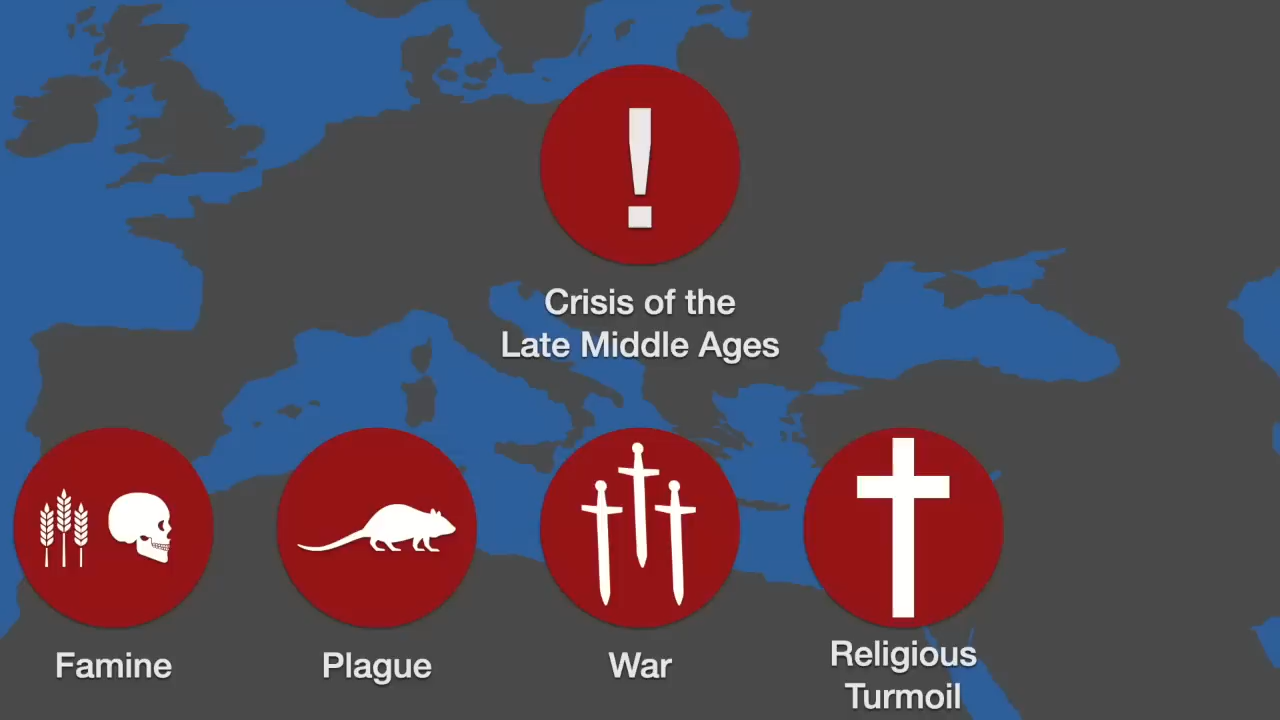 !
Crisis of the
Late Middle Ages
Famine
Plague
War
Religious
Turmoil